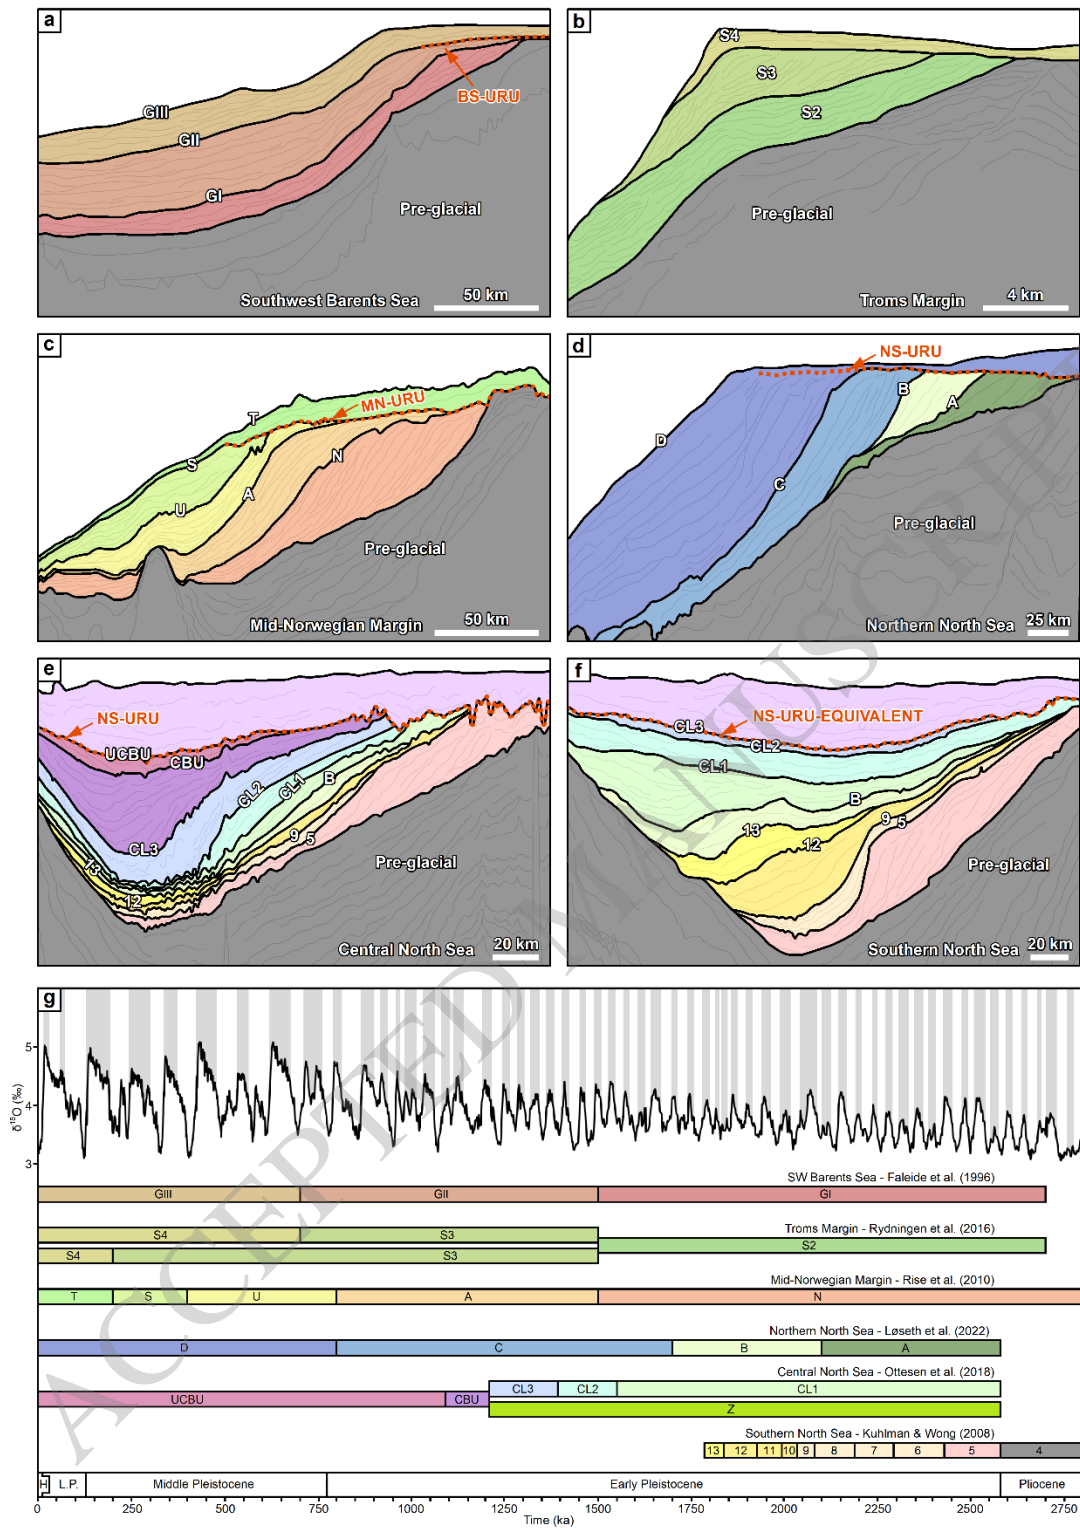 a
GIII
GII
GI
BS-URU
Pre-glacial
Southwest Barents Sea
50 km
b
S4
S3
S2
Pre-glacial
Troms Margin
4 km
c
T
MN-URU
S
N
A
U
Pre-glacial
Mid-Norwegian Margin
50 km
d
NS-URU
B
A
D
C
Pre-glacial
Northern North Sea
25 km
e
NS-URU
UCBU
CBU
CL2
CL1
B
CL3
9
5
13
12
Pre-glacial
Central North Sea
20 km
f
CL3
NS-URU-EQUIVALENT
CL2
CL1
B
13
12
9
5
Pre-glacial
Southern North Sea
20 km
g
5
4
3
δ18O (‰)
SW Barents Sea - Faleide et al. (1996)
GIII GII GI
Troms Margin - Rydningen et al. (2016)
S4 S3
S2
S4 S3
Mid-Norwegian Margin - Rise et al. (2010)
T S U A N
Northern North Sea - Løseth et al. (2022)
D C B A
Central North Sea - Ottesen et al. (2018)
CL3 CL2 CL1
UCBU CBU
Z
Southern North Sea - Kuhlman & Wong (2008)
13 12 11 10 9 8 7 6 5 4
H L.P. Middle Pleistocene Early Pleistocene Pliocene
0 250 500 750 1000 1250 1500 1750 2000 2250 2500 2750
Time (ka)
ACCEPTED MANUSCRIPT